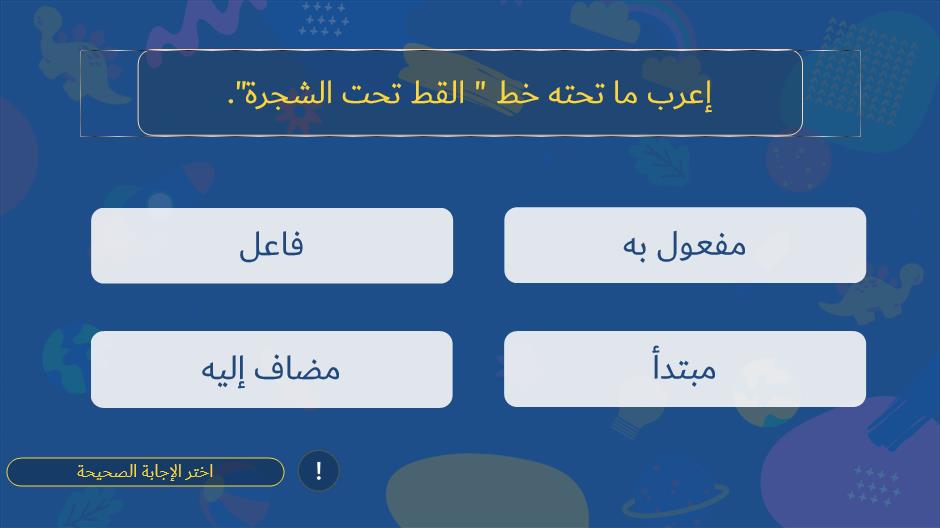 إعرب ما تحته خط " القط تحت الشجرة".
مفعول به
فاعل
مبتدأ
مضاف إليه
!
اختر الإجابة الصحيحة